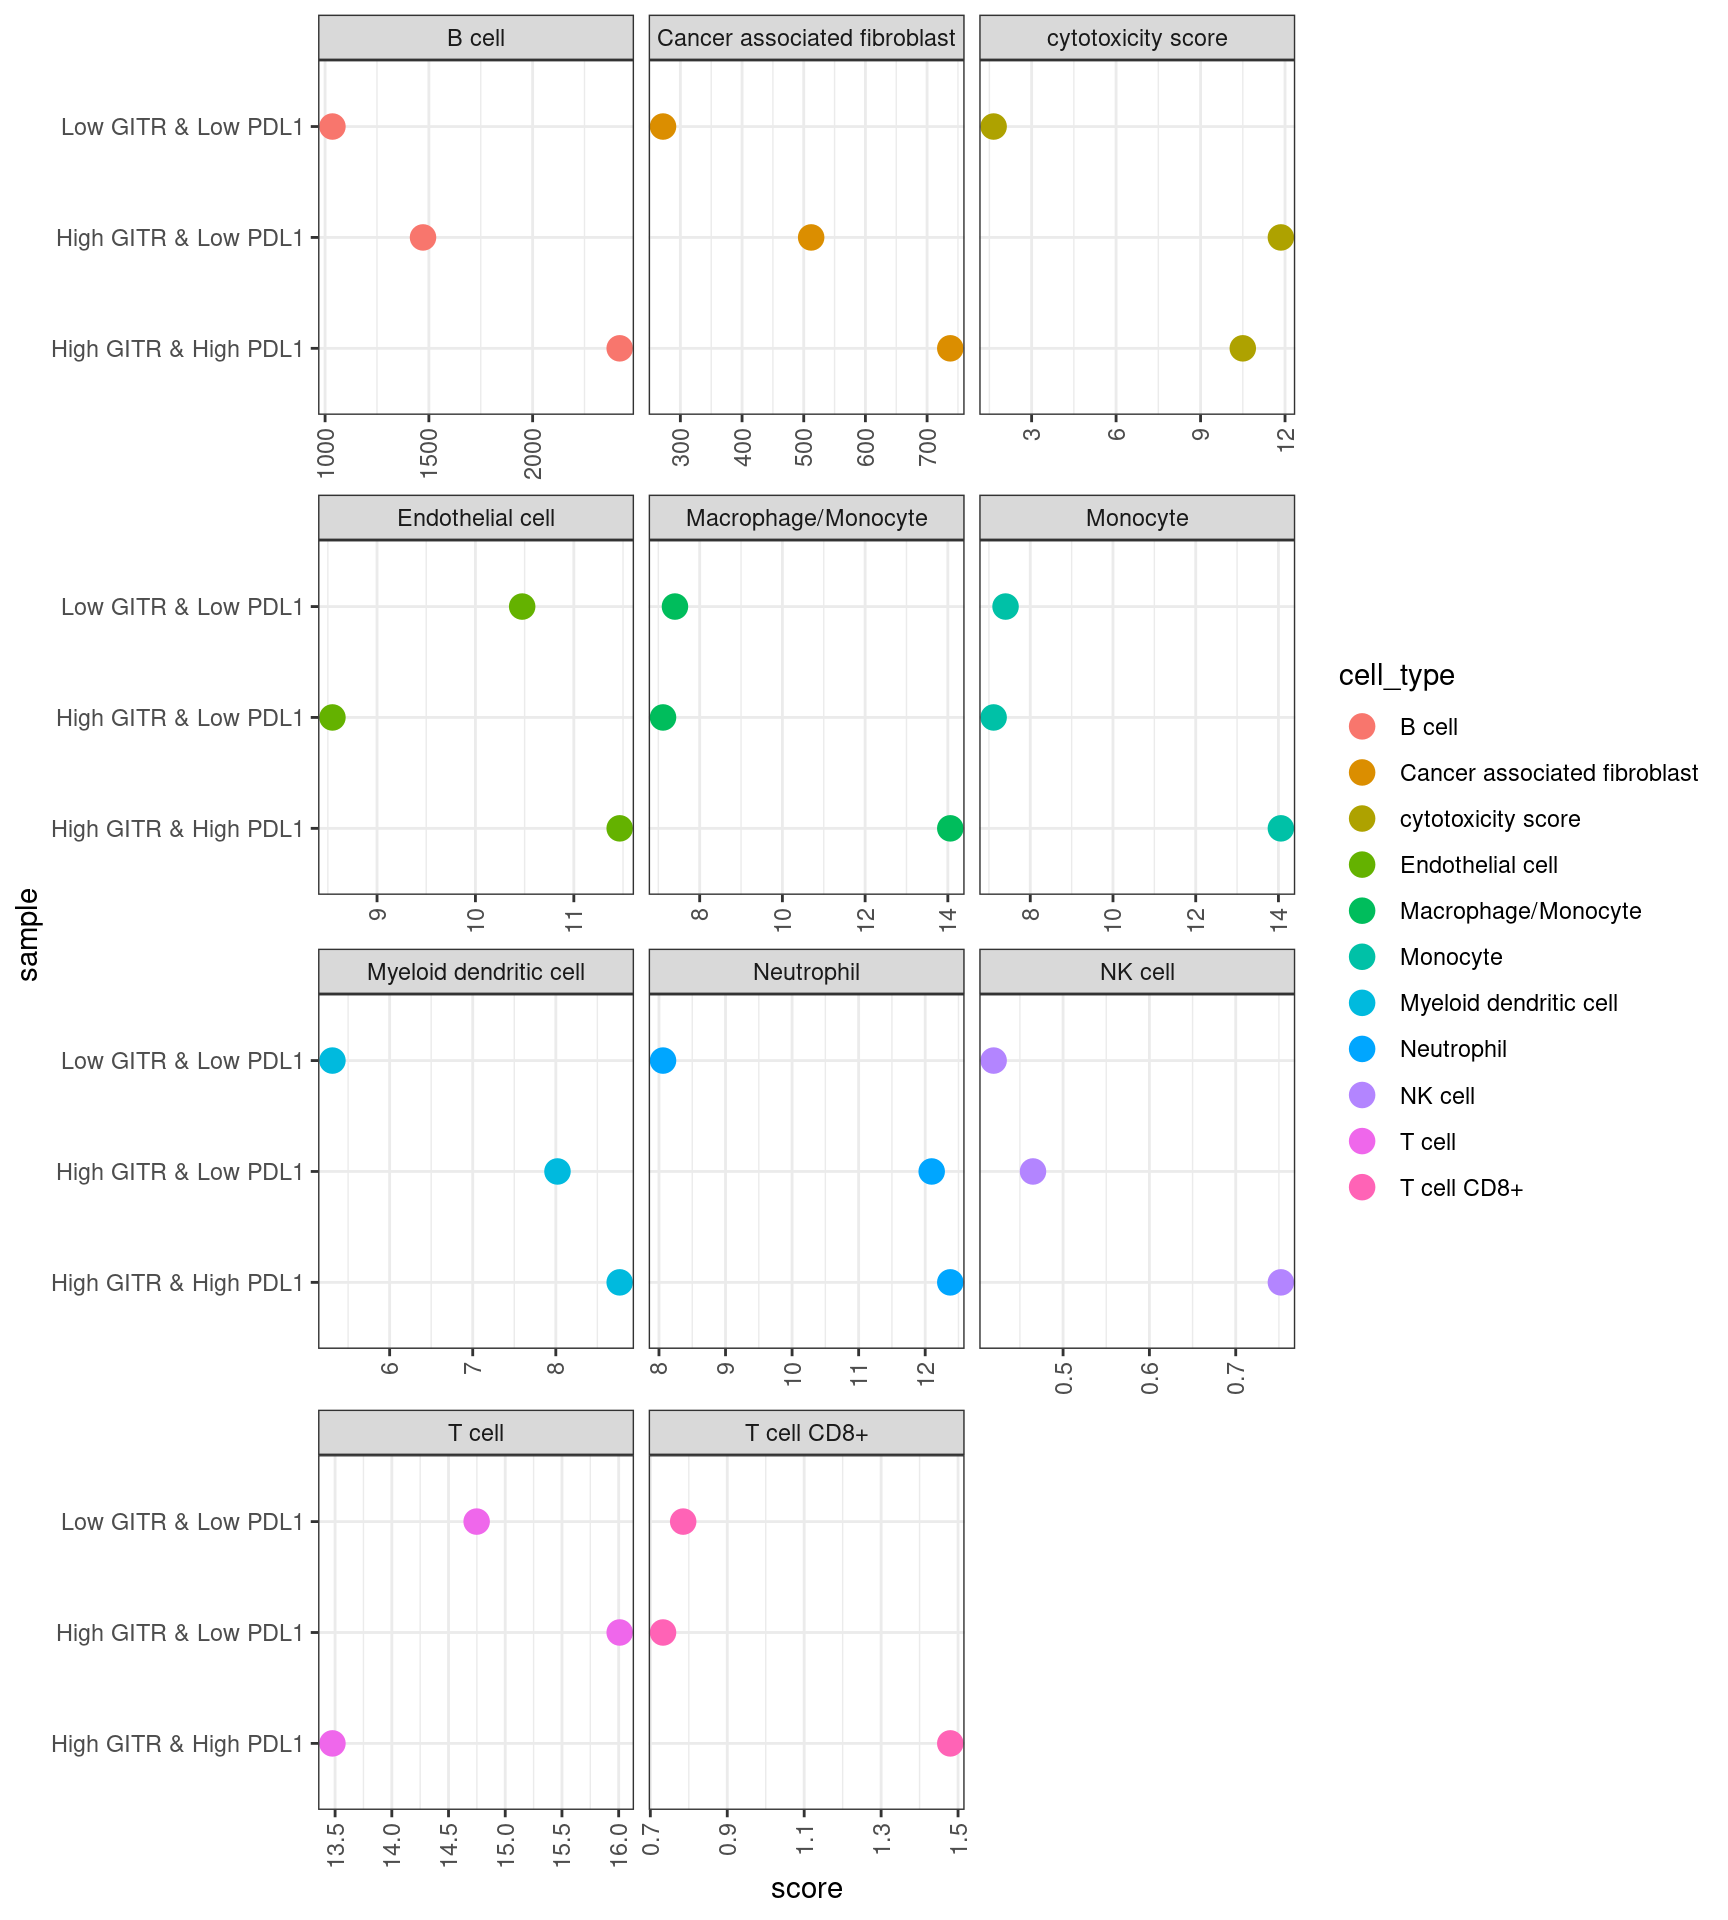 B cell
Cancer associated fibroblast
cytotoxicity score
Low GITR & Low PDL1
High GITR & Low PDL1
High GITR & High PDL1
1000
1500
2000
300
400
500
600
700
3
6
9
12
Endothelial cell
Macrophage/Monocyte
Monocyte
Low GITR & Low PDL1
High GITR & Low PDL1
High GITR & High PDL1
9
10
11
8
10
12
14
8
10
12
14
Myeloid dendritic cell
Neutrophil
NK cell
Low GITR & Low PDL1
High GITR & Low PDL1
High GITR & High PDL1
6
7
8
8
9
10
11
12
0.5
0.6
0.7
T cell
T cell CD8+
Low GITR & Low PDL1
High GITR & Low PDL1
High GITR & High PDL1
13.5
14.0
14.5
15.0
15.5
16.0
0.7
0.9
1.1
1.3
1.5
score
sample
cell_type
B cell
Cancer associated fibroblast
cytotoxicity score
Endothelial cell
Macrophage/Monocyte
Monocyte
Myeloid dendritic cell
Neutrophil
NK cell
T cell
T cell CD8+